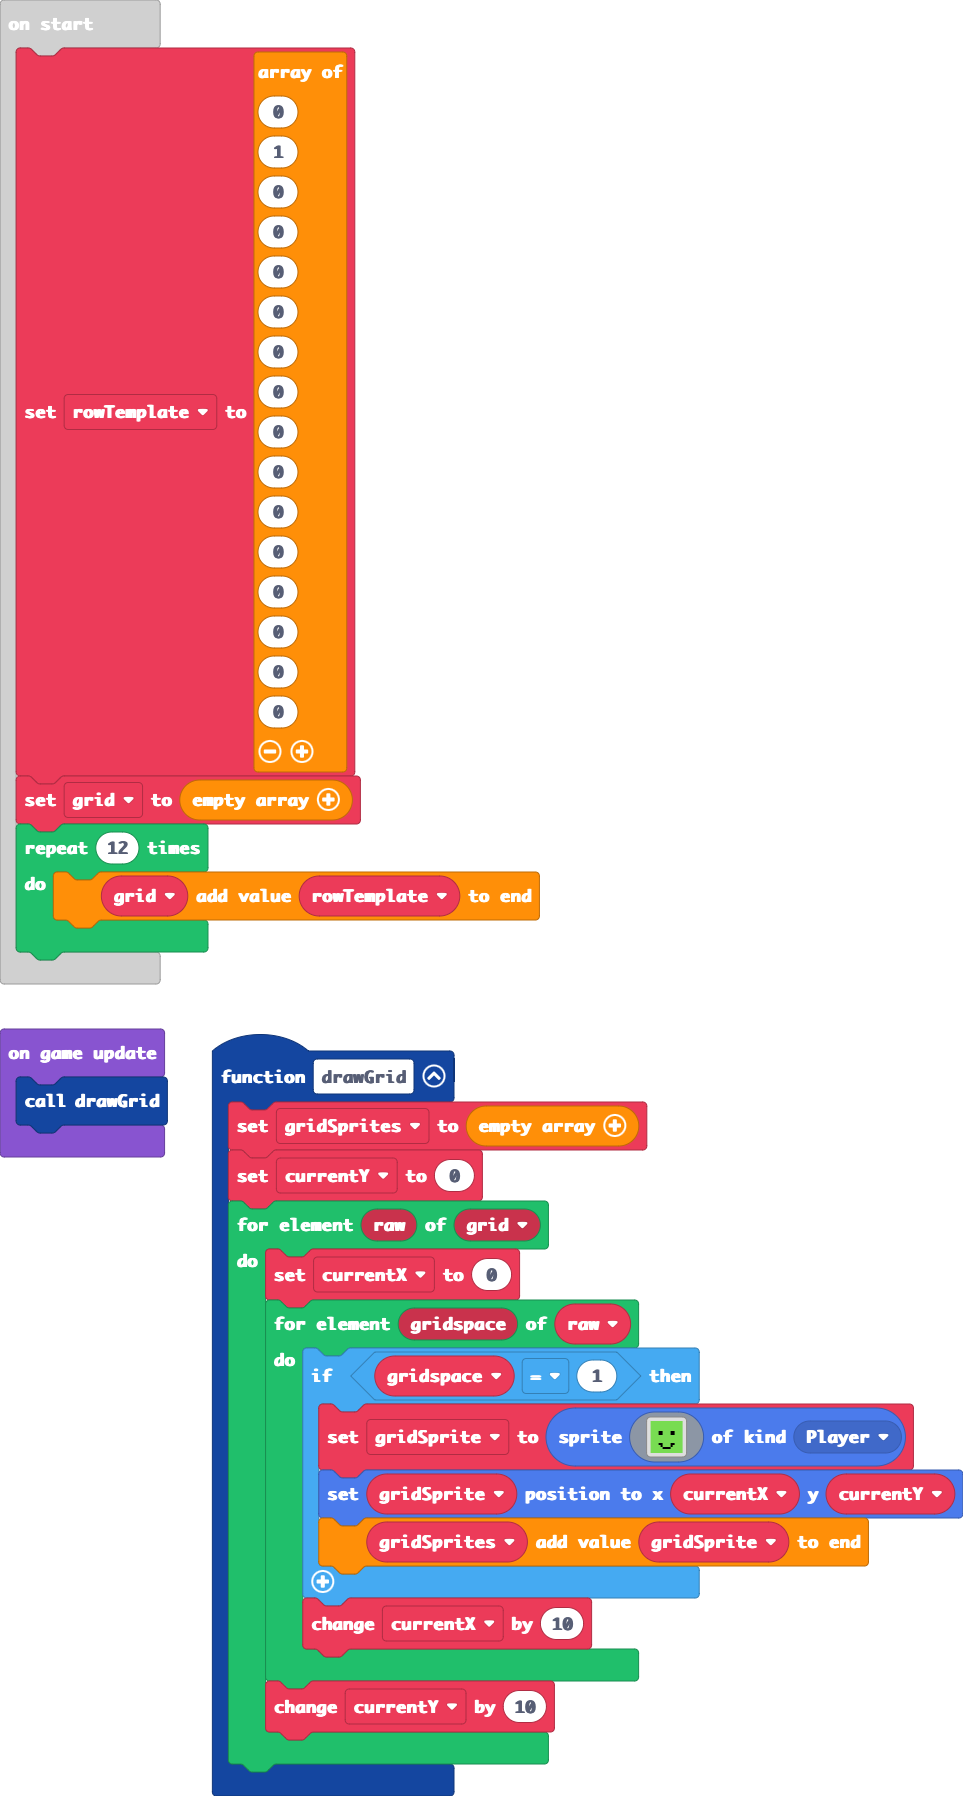 on start
array of
0
1
0
0
0
0
0
0
set rowTemplate to
0
0
0
0
0
0
0
0
set grid to empty array
repeat 12 times
do
grid add value rowTemplate to end
on game update
call drawGrid
function drawGrid
set gridSprites to empty array
set currentY to 0
for element raw of grid
do
set currentX to 0
for element gridspace of raw
do
if gridspace = 1 then
set gridSprite to sprite of kind Player
set gridSprite position to x currentX y currentY
gridSprites add value gridSprite to end
change currentX by 10
change currentY by 10